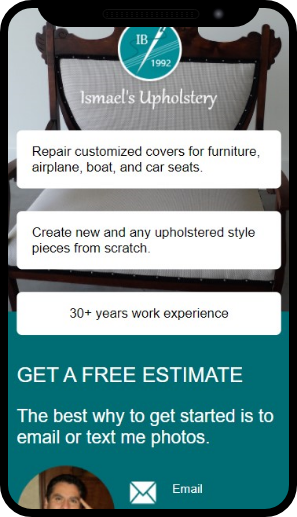 IB
1992
Ismael's Upholstery
Repair customized covers for furniture,
airplane, boat, and car seats.
Create new and any upholstered style
pieces from scratch.
30+ years work experience
GET A FREE ESTIMATE
The best why to get started is to
email or text me photos.
Email